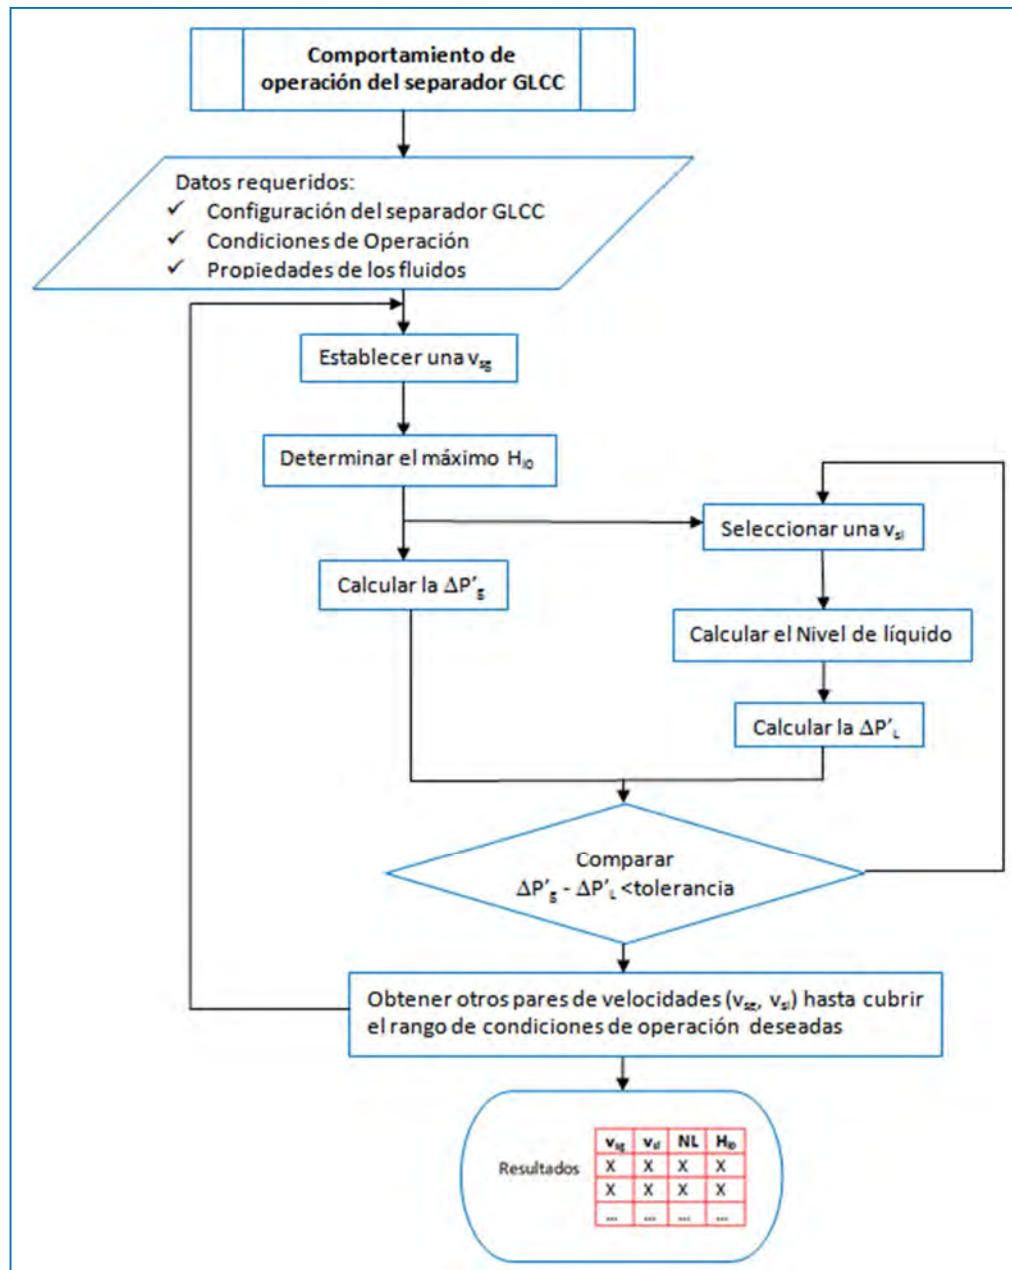 Comportamiento de
operación del separador GLCC
Datos requeridos:
✓ Configuración del separador GLCC
✓ Condiciones de Operación
✓ Propiedades de los fluidos
Establecer una vsg
Determinar el máximo Hl0
Seleccionar una vsl
Calcular la ΔP′g
Calcular el Nivel de líquido
Calcular la ΔP′L
Comparar
ΔP′g - ΔP′L <tolerancia
Obtener otros pares de velocidades (vsg, vsl) hasta cubrir
el rango de condiciones de operación deseadas
Resultados
vsg vsl NL Hl0
X X X X
X X X X
... ... ... ...